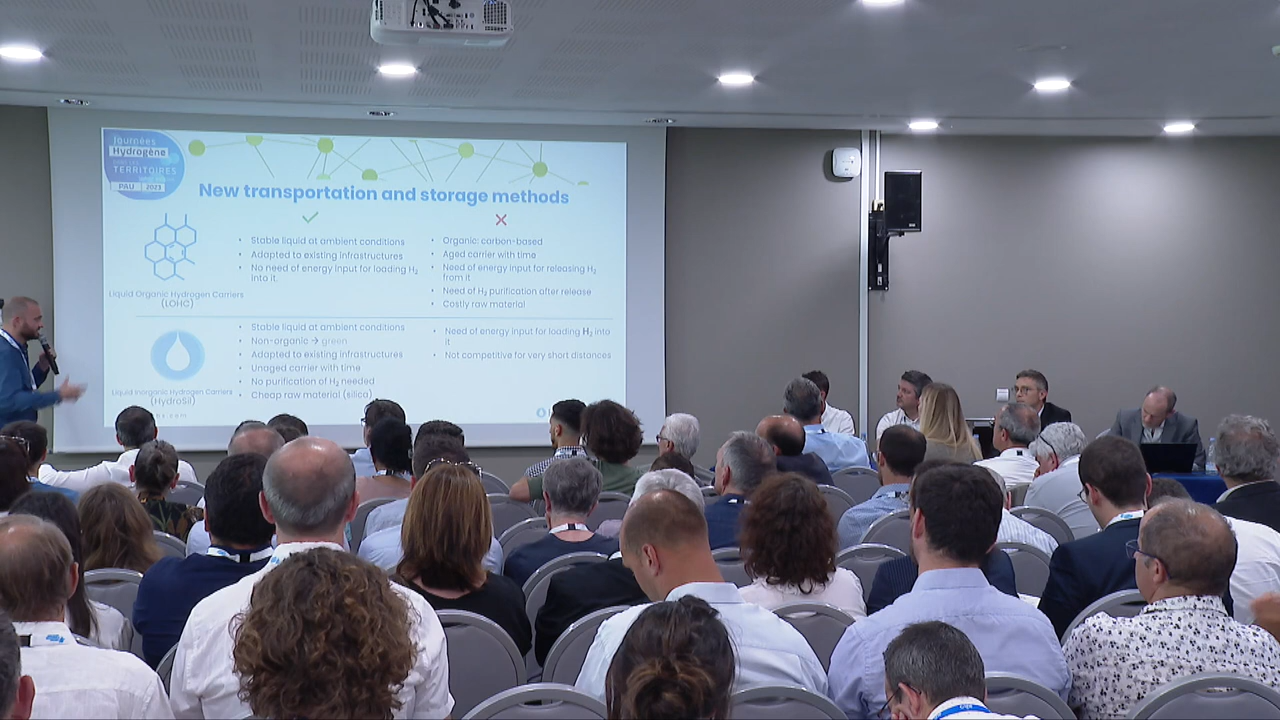 Journées
Hydrogène
TERRITOIRES
PAU 2023
New transportation and storage methods
Stable liquid at ambient conditions
Adapted to existing infrastructures
No need of energy input for loading H₂
into it.
Organic: carbon-based
Aged carrier with time
Need of energy input for releasing H₂
from it
Need of H₂ purification after release
Costly raw material
Liquid Organic Hydrogen Carriers
(LOHC)
Stable liquid at ambient conditions
Non-organic → green
Adapted to existing infrastructures
Unaged carrier with time
No purification of H₂ needed
Cheap raw material (silica)
Need of energy input for loading H₂ into
it
Not competitive for very short distances
Liquid Inorganic Hydrogen Carriers
(HydroSil)